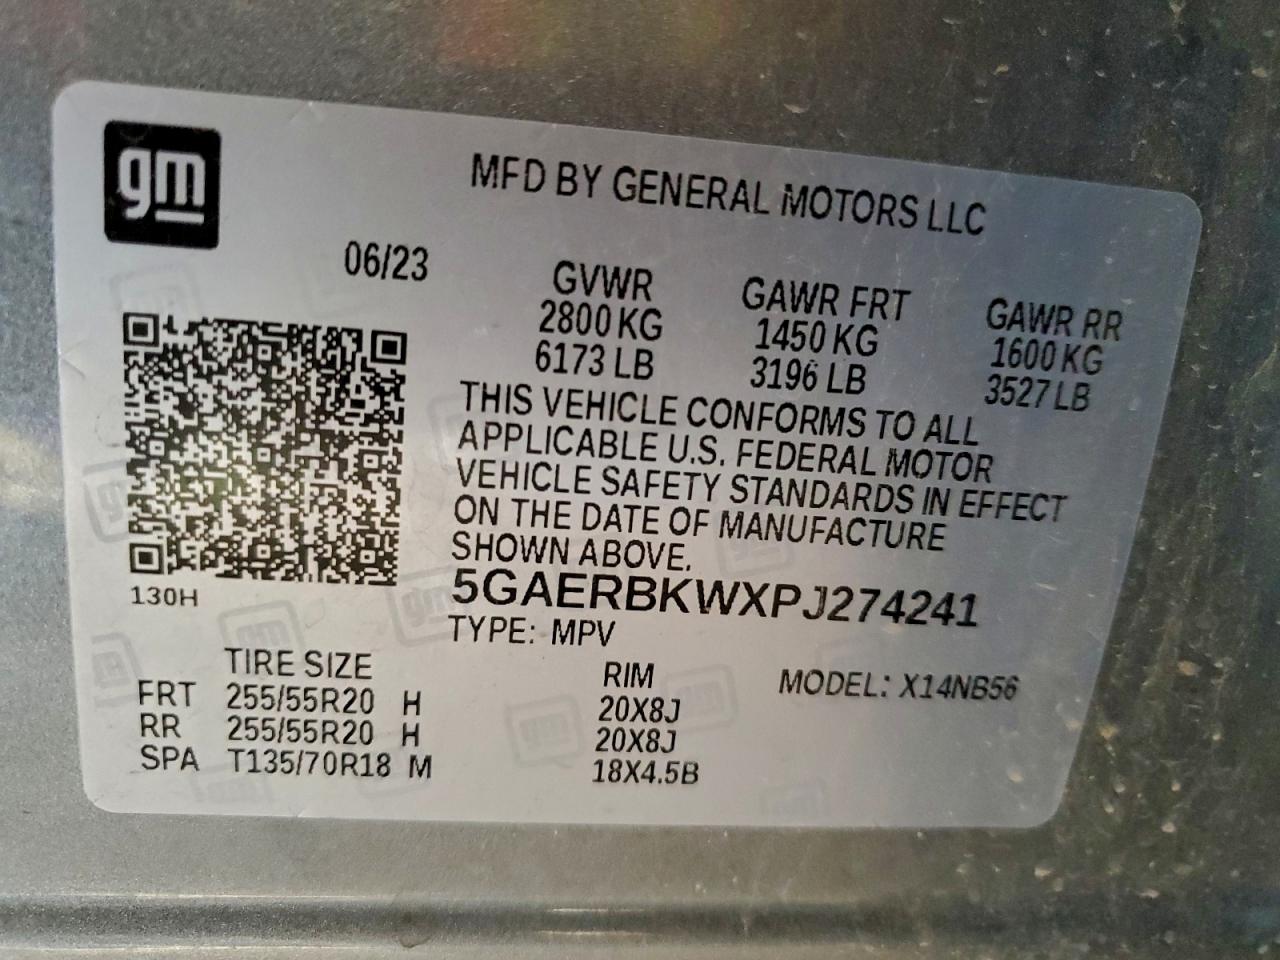 gm
MFD BY GENERAL MOTORS LLC
06/23
GVWR GAWR FRT GAWR RR
2800 KG 1450 KG 1600 KG
6173 LB 3196 LB 3527 LB
THIS VEHICLE CONFORMS TO ALL
APPLICABLE U.S. FEDERAL MOTOR
VEHICLE SAFETY STANDARDS IN EFFECT
ON THE DATE OF MANUFACTURE
SHOWN ABOVE.
130H
5GAERBKWXPJ274241
TYPE: MPV
MODEL: X14NB56
TIRE SIZE RIM
FRT 255/55R20 H 20X8J
RR 255/55R20 H 20X8J
SPA T135/70R18 M 18X4.5B